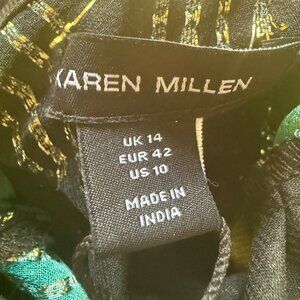 KAREN MILLEN
UK 14
EUR 42
US 10
MADE IN
INDIA